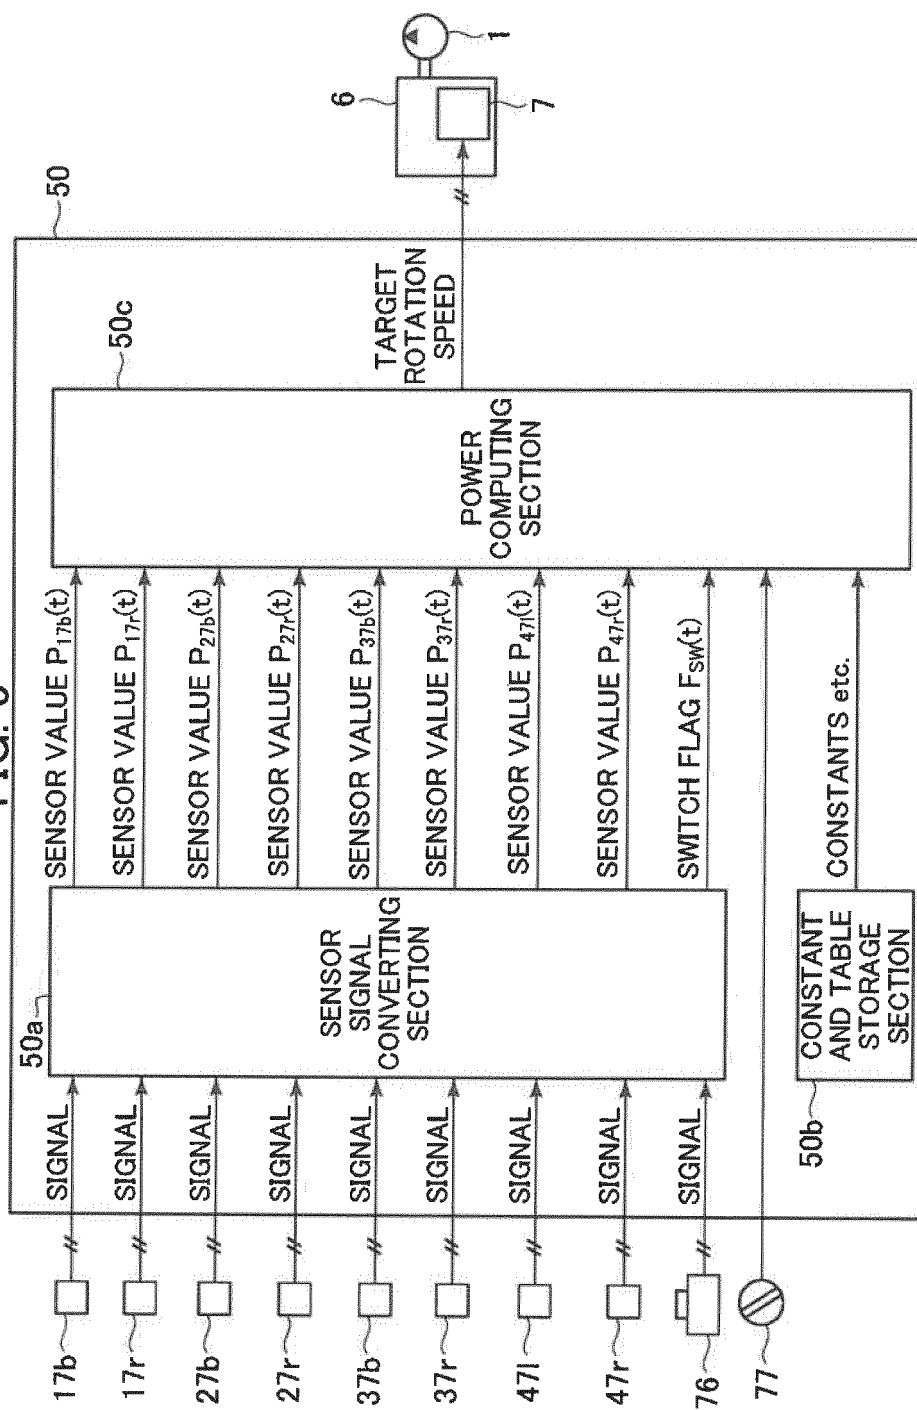 50
6
7
1
50c
TARGET
ROTATION
SPEED
POWER
COMPUTING
SECTION
SENSOR VALUE P17b(t)
SENSOR VALUE P17r(t)
SENSOR VALUE P27b(t)
SENSOR VALUE P27r(t)
SENSOR VALUE P37b(t)
SENSOR VALUE P37r(t)
SENSOR VALUE P47l(t)
SENSOR VALUE P47r(t)
SWITCH FLAG FSW(t)
CONSTANTS etc.
50a
SENSOR
SIGNAL
CONVERTING
SECTION
50b
CONSTANT
AND TABLE
STORAGE
SECTION
SIGNAL
SIGNAL
SIGNAL
SIGNAL
SIGNAL
SIGNAL
SIGNAL
SIGNAL
SIGNAL
17b
17r
27b
27r
37b
37r
47l
47r
76
77